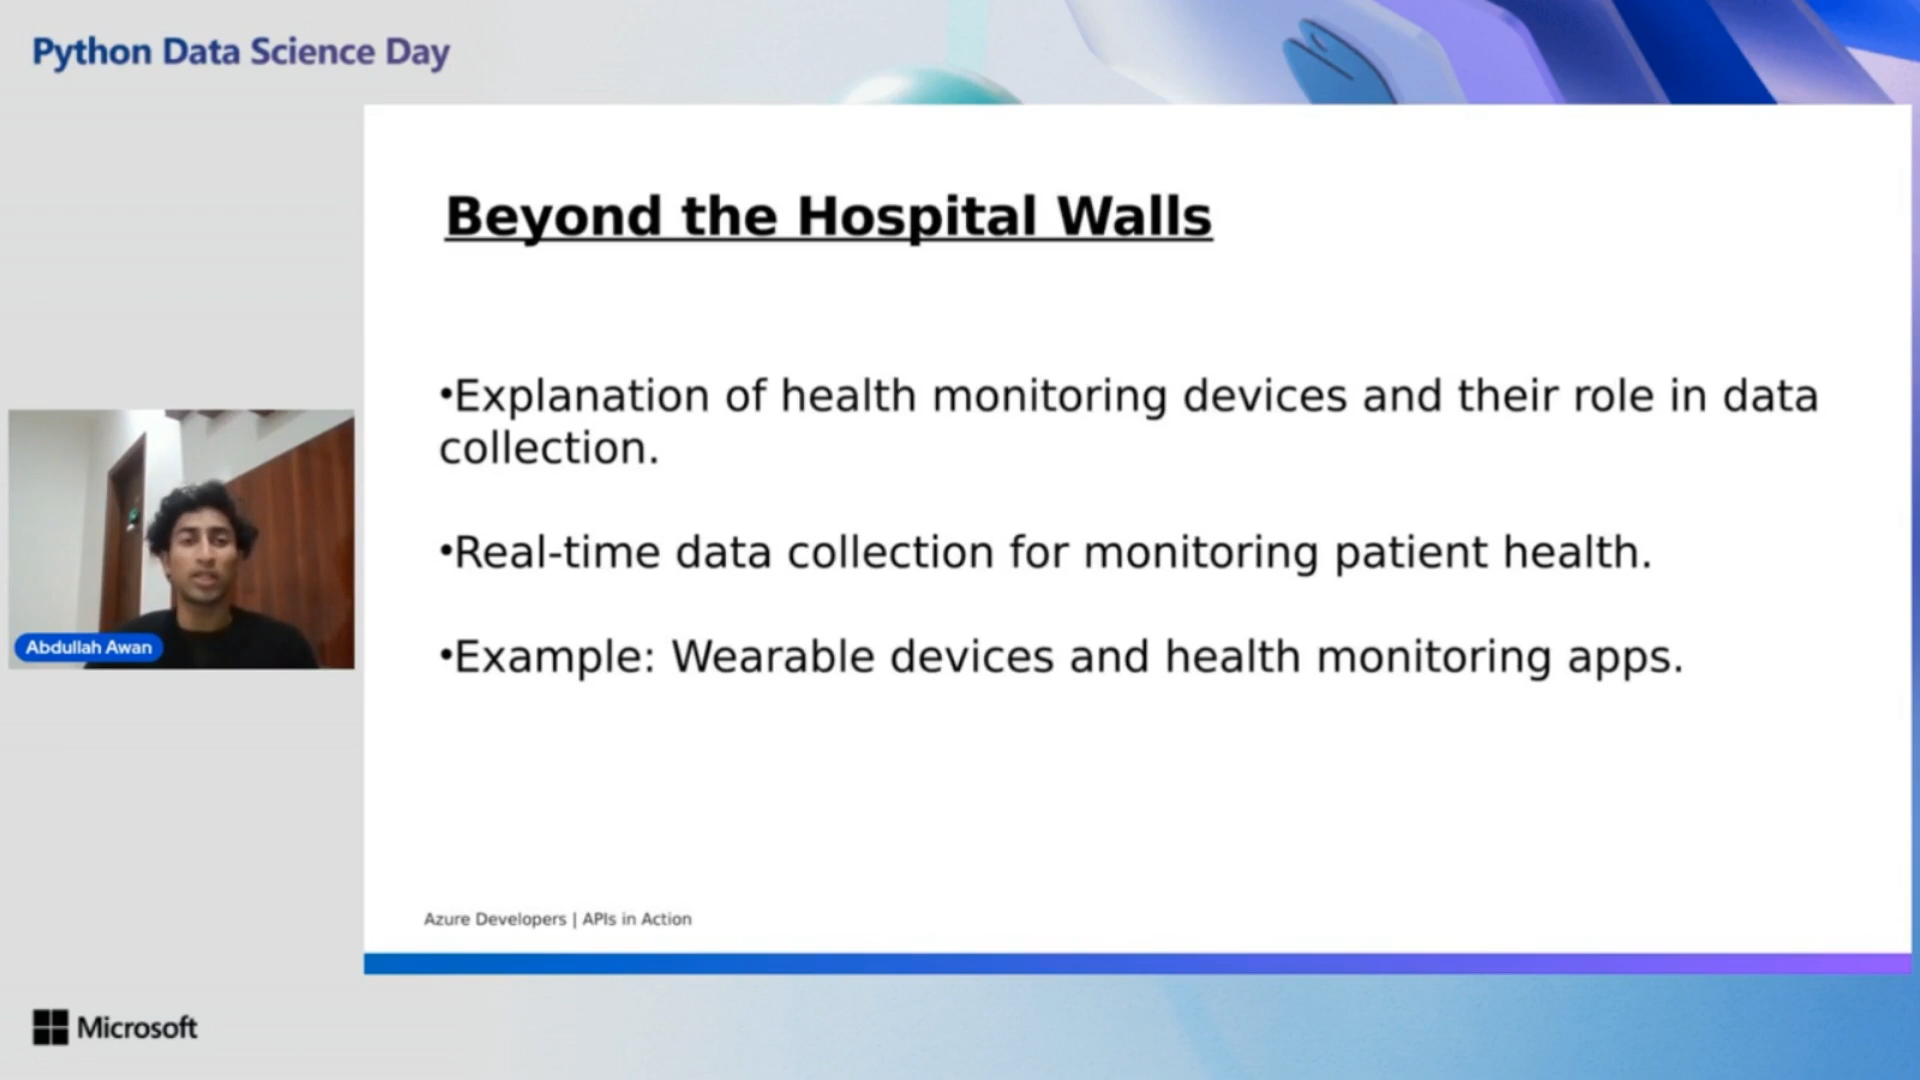 Python Data Science Day
Beyond the Hospital Walls
•Explanation of health monitoring devices and their role in data
collection.
•Real-time data collection for monitoring patient health.
•Example: Wearable devices and health monitoring apps.
Abdullah Awan
Azure Developers | APIs in Action
Microsoft